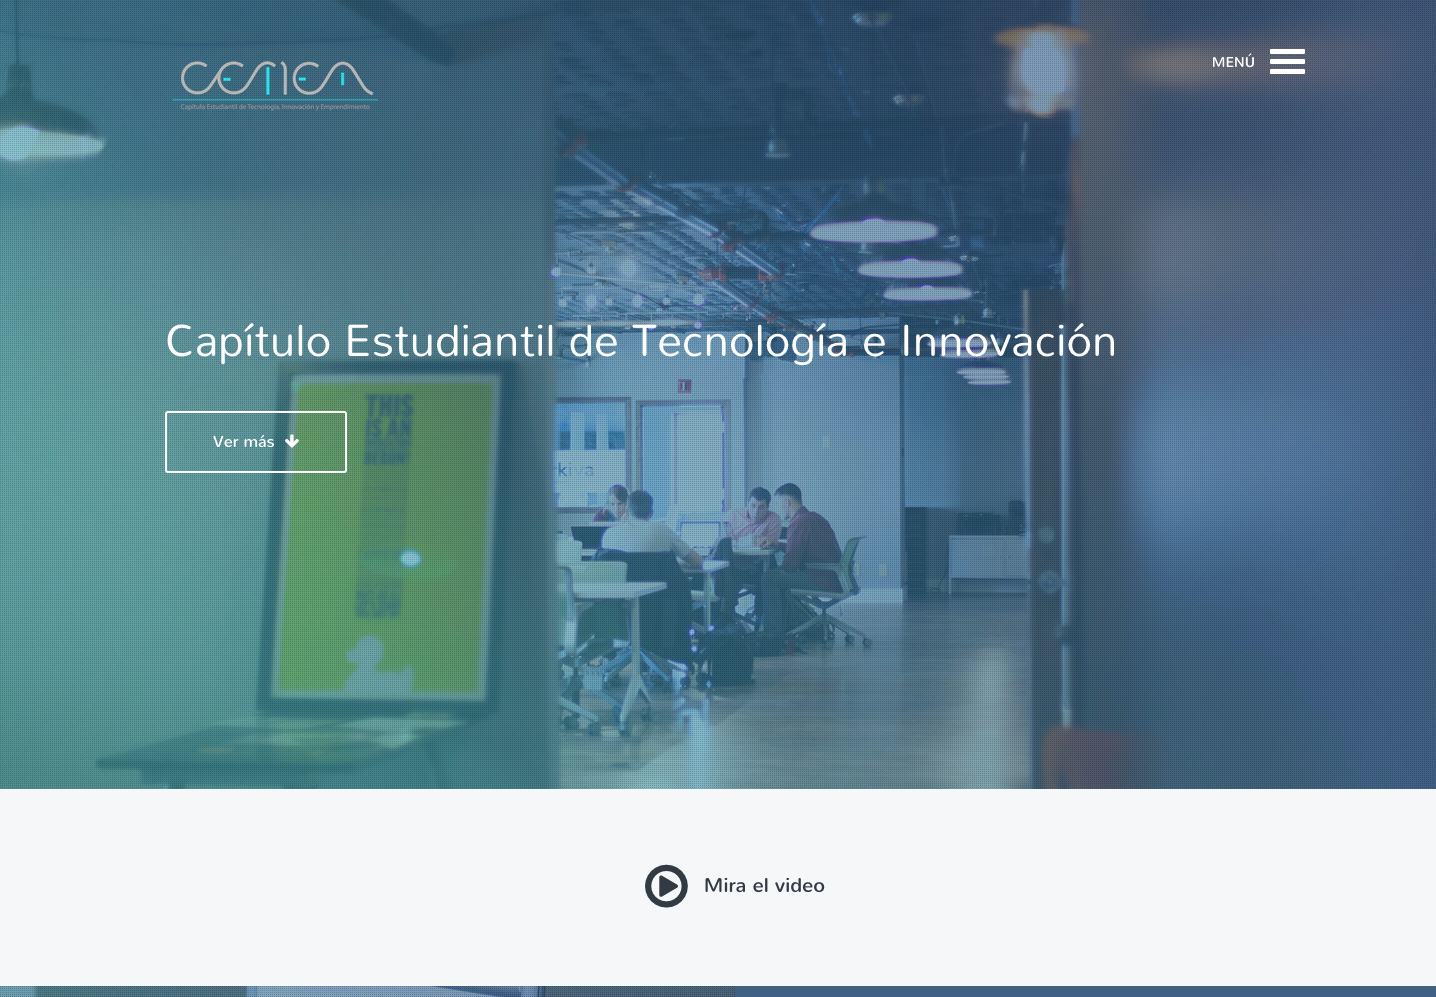 MENÚ
Capítulo Estudiantil de Tecnología, Innovación y Emprendimiento
Capítulo Estudiantil de Tecnología e Innovación
THIS
IS AN
Ver más
Mira el video